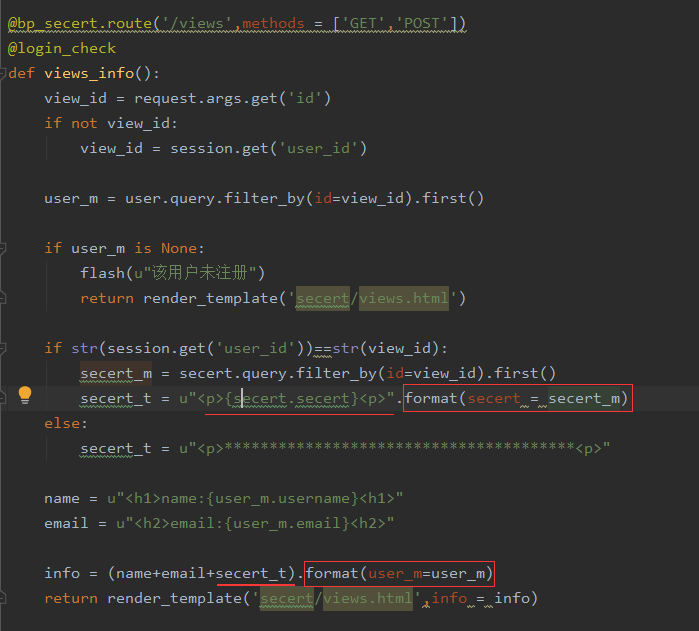 @bp_secert.route('/views',methods = ['GET','POST'])
@login_check
def views_info():
    view_id = request.args.get('id')
    if not view_id:
        view_id = session.get('user_id')
    user_m = user.query.filter_by(id=view_id).first()
    if user_m is None:
        flash(u"该用户未注册")
        return render_template('secert/views.html')
    if str(session.get('user_id'))==str(view_id):
        secert_m = secert.query.filter_by(id=view_id).first()
        secert_t = u"<p>{secert.secert}<p>".format(secert = secert_m)
    else:
        secert_t = u"<p>***************************************<p>"
    name = u"<h1>name:{user_m.username}<h1>"
    email = u"<h2>email:{user_m.email}<h2>"
    info = (name+email+secert_t).format(user_m=user_m)
    return render_template('secert/views.html',info = info)